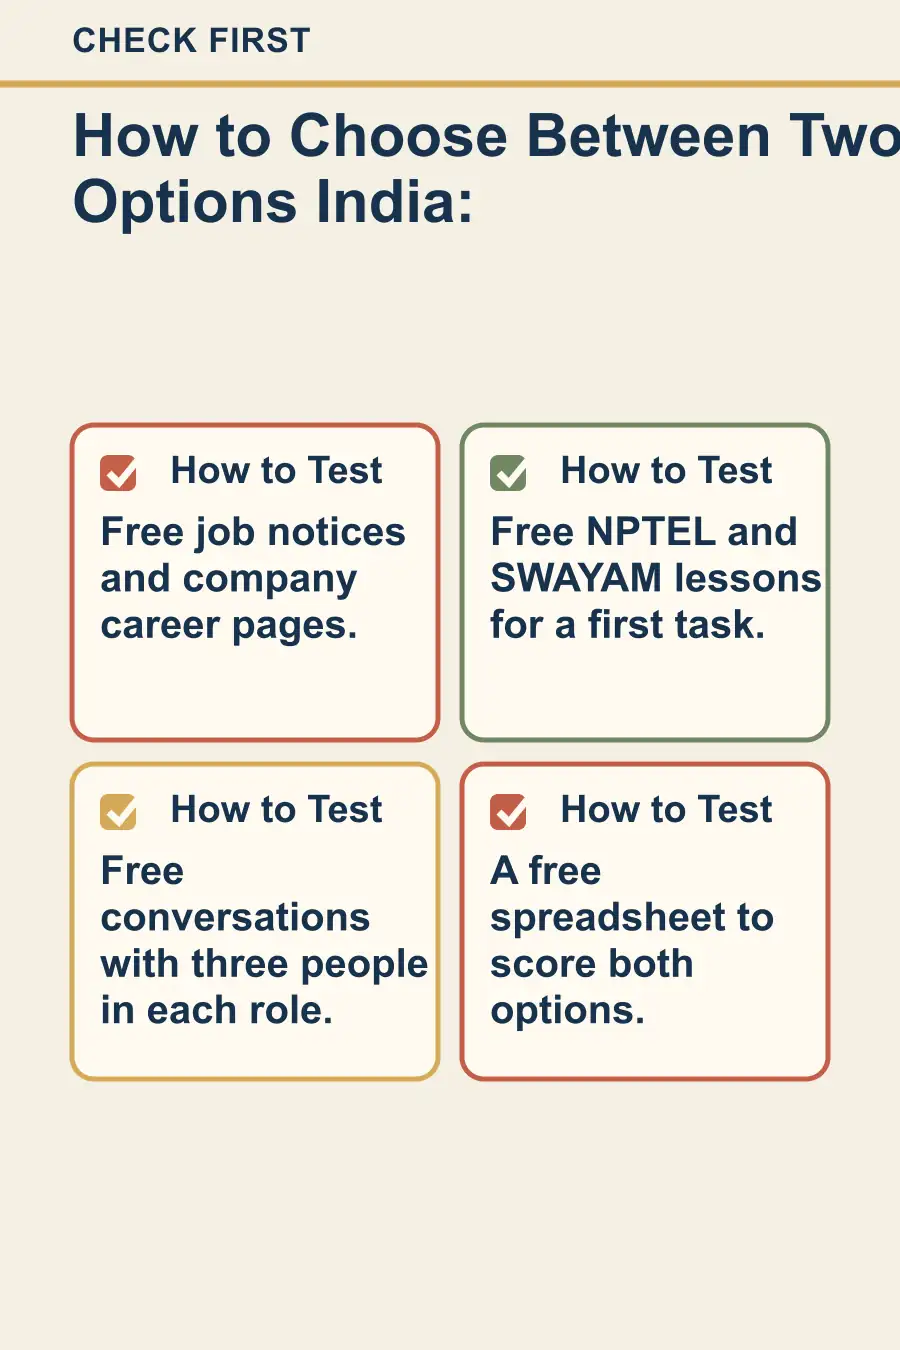 CHECK FIRST
How to Choose Between Two
Options India:
How to Test
Free job notices
and company
career pages.
How to Test
Free NPTEL and
SWAYAM lessons
for a first task.
How to Test
Free
conversations
with three people
in each role.
How to Test
A free
spreadsheet to
score both
options.